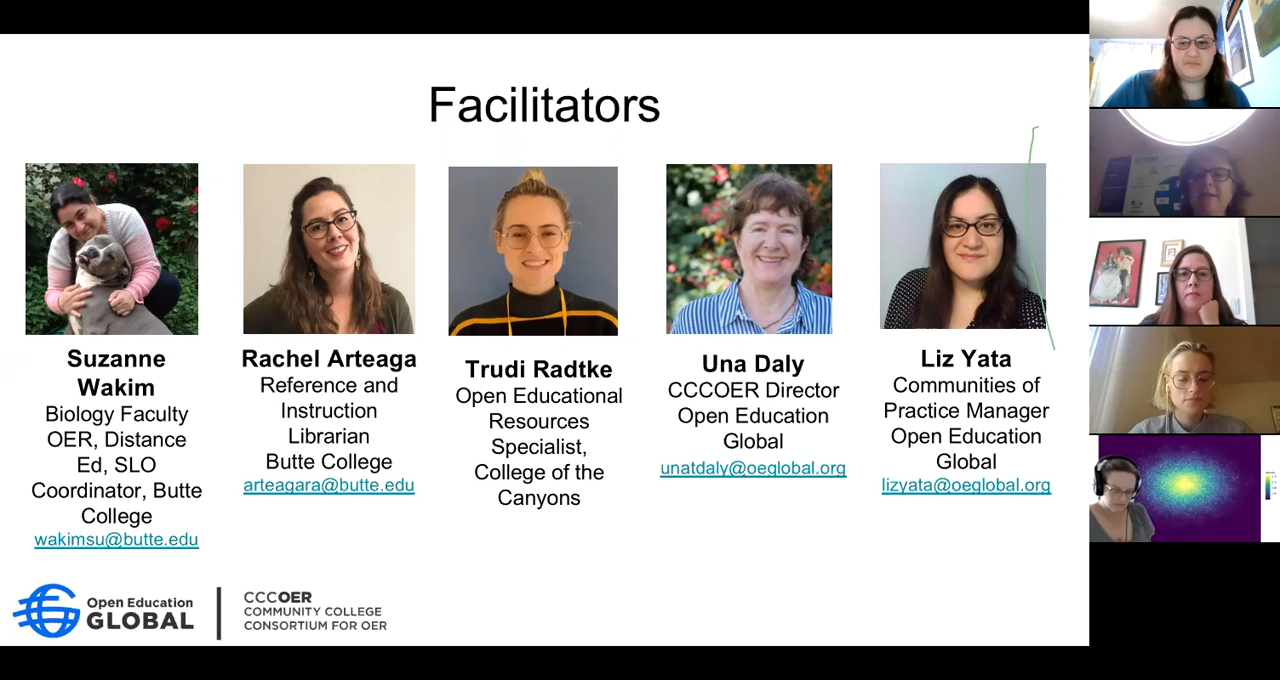 Facilitators
Suzanne
Wakim
Biology Faculty
OER, Distance
Ed, SLO
Coordinator, Butte
College
wakimsu@butte.edu
Rachel Arteaga
Reference and
Instruction
Librarian
Butte College
arteagara@butte.edu
Trudi Radtke
Open Educational
Resources
Specialist,
College of the
Canyons
Una Daly
CCCOER Director
Open Education
Global
unatdaly@oeglobal.org
Liz Yata
Communities of
Practice Manager
Open Education
Global
lizyata@oeglobal.org
Open Education
GLOBAL
CCCOER
COMMUNITY COLLEGE
CONSORTIUM FOR OER